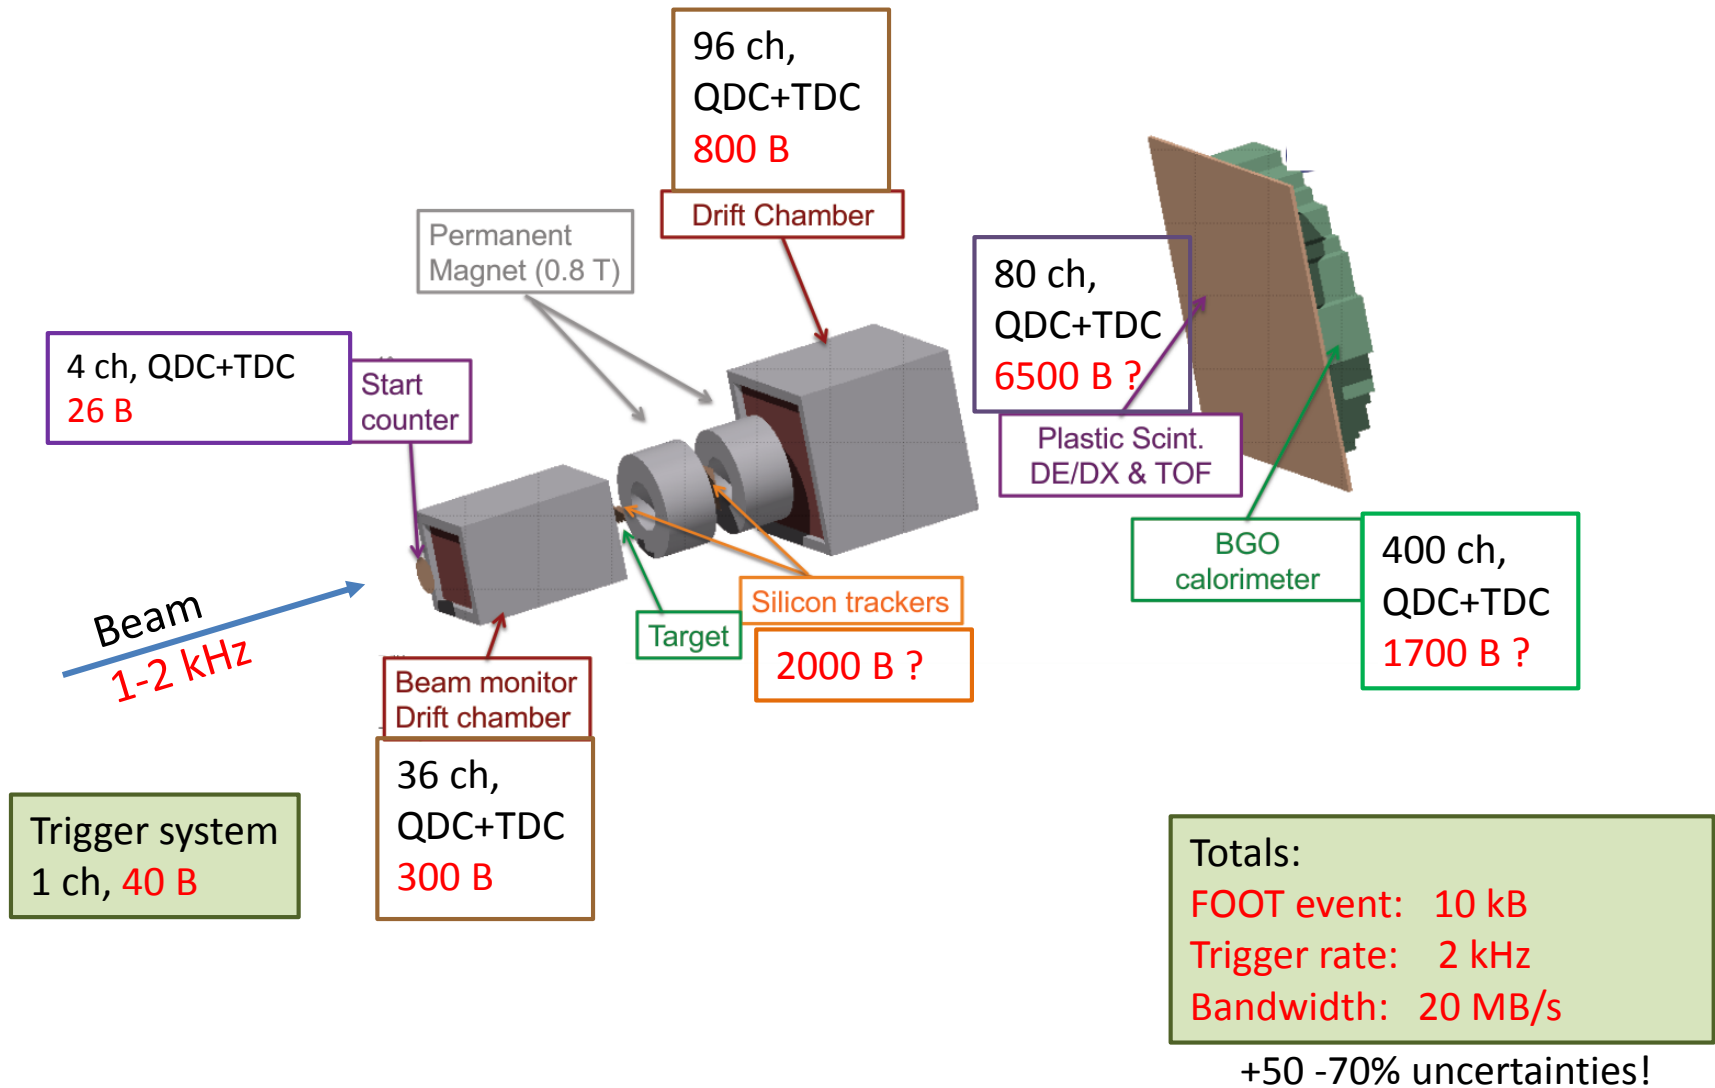 96 ch,
QDC+TDC
800 B
Drift Chamber
Permanent
Magnet (0.8 T)
80 ch,
QDC+TDC
6500 B ?
Plastic Scint.
DE/DX & TOF
4 ch, QDC+TDC
26 B
Start
counter
BGO
calorimeter
400 ch,
QDC+TDC
1700 B ?
Silicon trackers
2000 B ?
Target
Beam
1-2 kHz
Beam monitor
Drift chamber
36 ch,
QDC+TDC
300 B
Trigger system
1 ch, 40 B
Totals:
FOOT event: 10 kB
Trigger rate: 2 kHz
Bandwidth: 20 MB/s
+50 -70% uncertainties!